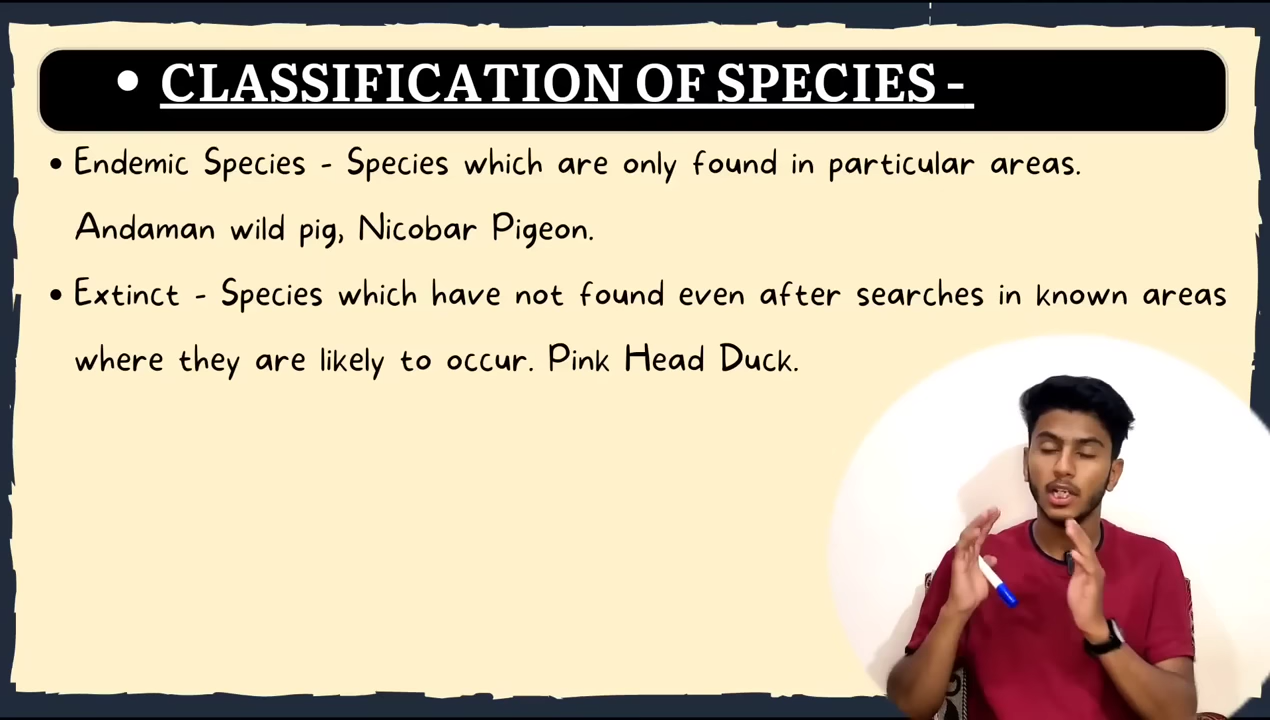 • CLASSIFICATION OF SPECIES -
• Endemic Species - Species which are only found in particular areas.
Andaman wild pig, Nicobar Pigeon.
• Extinct - Species which have not found even after searches in known areas
where they are likely to occur. Pink Head Duck.